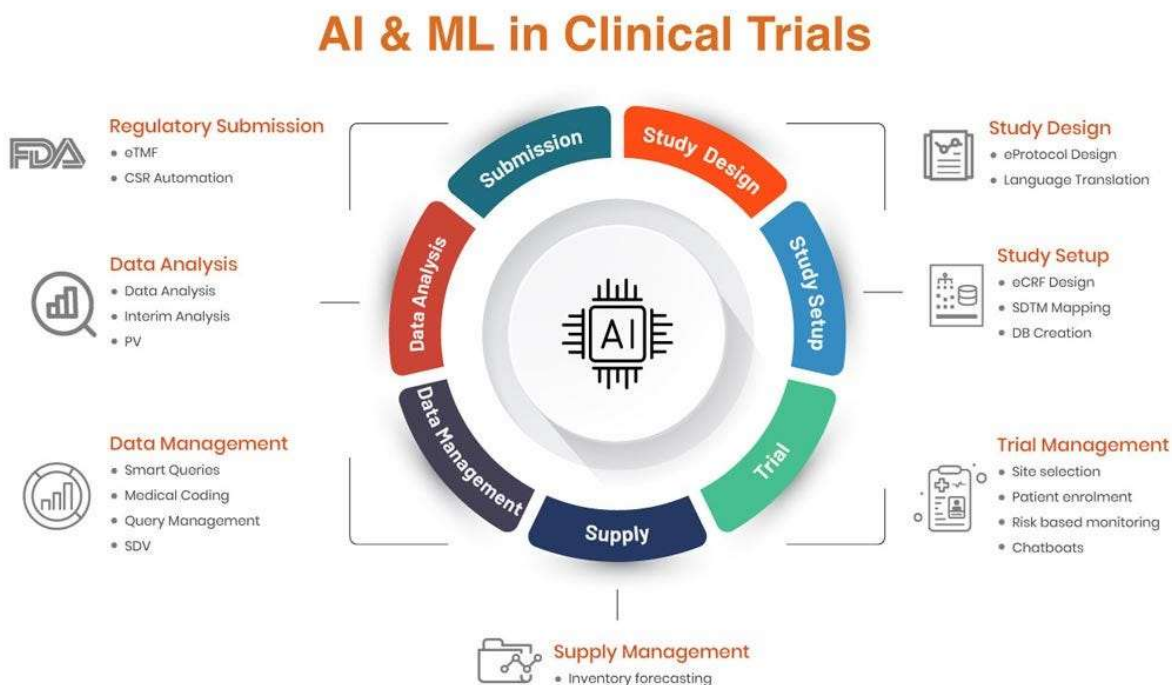 AI & ML in Clinical Trials
FDA
Regulatory Submission
• eTMF
• CSR Automation
Data Analysis
• Data Analysis
• Interim Analysis
• PV
Data Management
• Smart Queries
• Medical Coding
• Query Management
• SDV
Submission
Study Design
Study Setup
Trial
Supply
Data Management
Data Analysis
AI
Study Design
• eProtocol Design
• Language Translation
Study Setup
• eCRF Design
• SDTM Mapping
• DB Creation
Trial Management
• Site selection
• Patient enrolment
• Risk based monitoring
• Chatboats
Supply Management
• Inventory forecasting